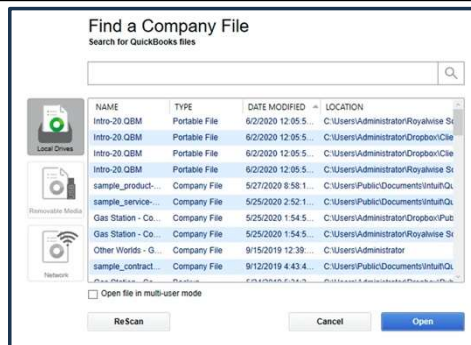 Find a Company File
Search for QuickBooks files
Local Drives
Removable Media
Network
NAME TYPE DATE MODIFIED LOCATION
Intro-20.QBM Portable File 6/2/2020 12:05:5... C:\Users\Administrator\Royalwise Sc
Intro-20.QBM Portable File 6/2/2020 12:05:5... C:\Users\Administrator\Dropbox\Clie
Intro-20.QBM Portable File 6/2/2020 12:05:5... C:\Users\Administrator\Dropbox\Clie
Intro-20.QBM Portable File 6/2/2020 12:05:5... C:\Users\Administrator\Royalwise Sc
sample_product-... Company File 5/27/2020 8:58:1... C:\Users\Public\Documents\Intuit\Qu
sample_service-... Company File 5/25/2020 2:52:1... C:\Users\Public\Documents\Intuit\Qu
Gas Station - Co... Company File 5/25/2020 1:54:5... C:\Users\Administrator\Dropbox\Pub
Gas Station - Co... Company File 5/25/2020 1:54:5... C:\Users\Administrator\Royalwise Sc
Other Worlds - G... Company File 9/15/2019 12:39:... C:\Users\Administrator
sample_contract... Company File 9/12/2019 4:43:4... C:\Users\Public\Documents\Intuit\Qu
Open file in multi-user mode
ReScan Cancel Open